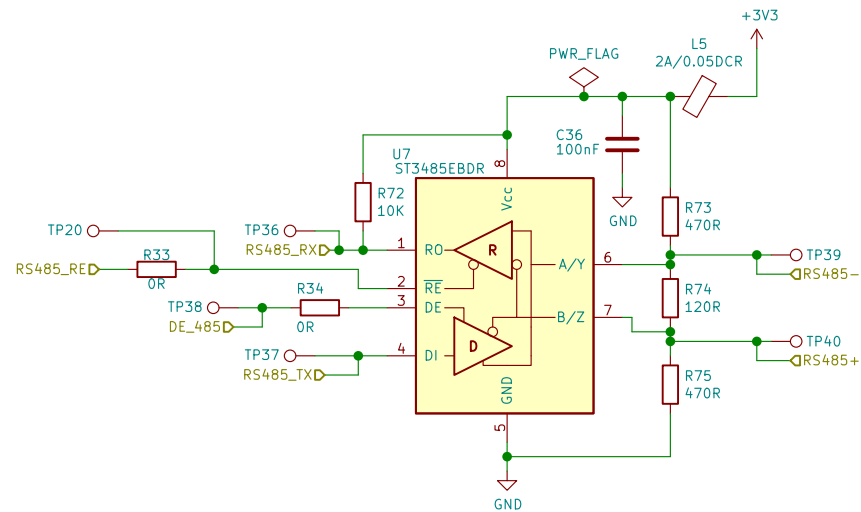 +3V3
L5
2A/0.05DCR
PWR_FLAG
C36
100nF
GND
U7
ST3485EBDR
8
Vcc
R72
10K
R73
470R
TP20
TP36
RS485_RX
1
RO
R
A/Y
6
TP39
RS485-
RS485_RE
R33
0R
2
RE
R74
120R
TP38
DE_485
R34
0R
3
DE
B/Z
7
TP40
RS485+
D
TP37
RS485_TX
4
DI
GND
5
R75
470R
GND